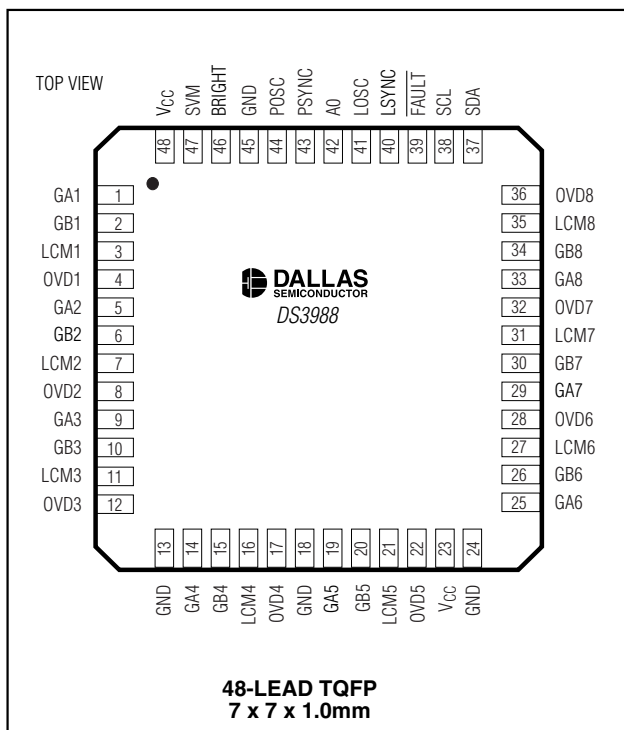 TOP VIEW
VCC
SVM
BRIGHT
GND
POSC
PSYNC
A0
LOSC
LSYNC
FAULT
SCL
SDA
48
47
46
45
44
43
42
41
40
39
38
37
GA1 1
GB1 2
LCM1 3
OVD1 4
GA2 5
GB2 6
LCM2 7
OVD2 8
GA3 9
GB3 10
LCM3 11
OVD3 12
DALLAS
SEMICONDUCTOR
DS3988
36 OVD8
35 LCM8
34 GB8
33 GA8
32 OVD7
31 LCM7
30 GB7
29 GA7
28 OVD6
27 LCM6
26 GB6
25 GA6
13
14
15
16
17
18
19
20
21
22
23
24
GND
GA4
GB4
LCM4
OVD4
GND
GA5
GB5
LCM5
OVD5
VCC
GND
48-LEAD TQFP
7 x 7 x 1.0mm